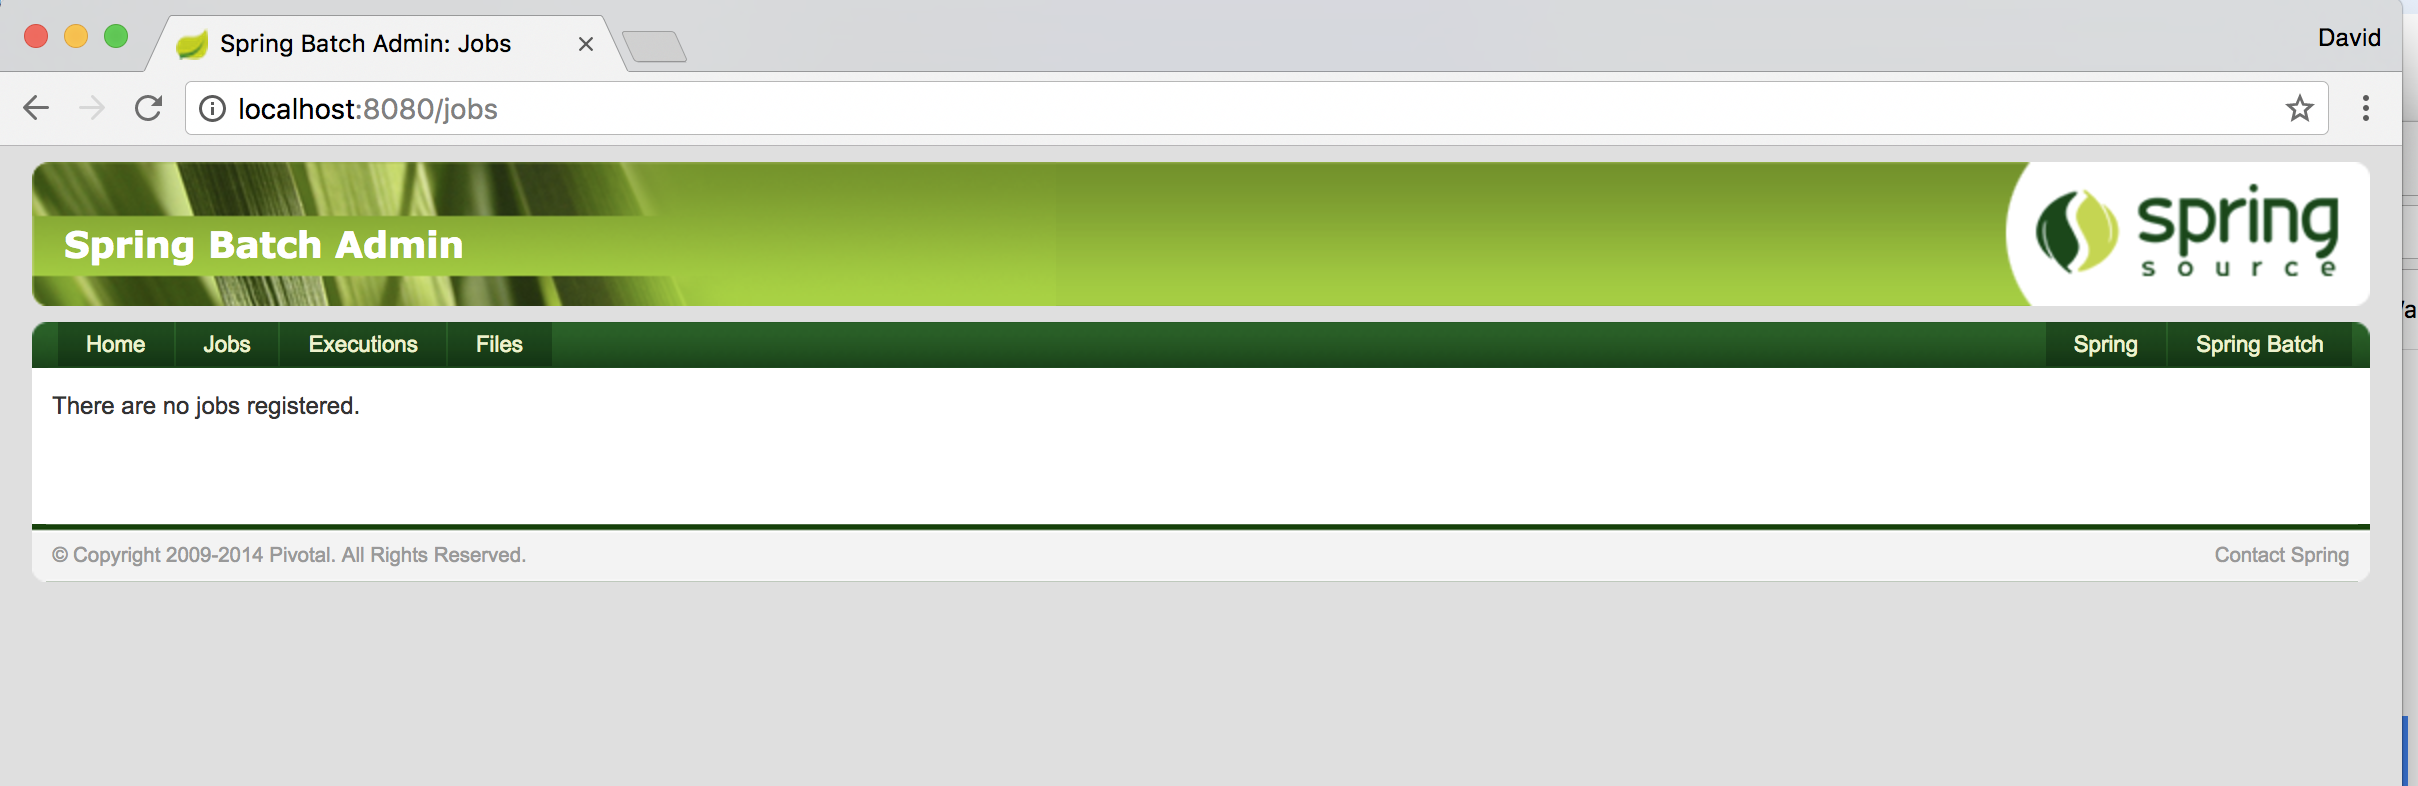 Spring Batch Admin: Jobs
David
localhost:8080/jobs
Spring Batch Admin
spring
source
Home Jobs Executions Files Spring Spring Batch
There are no jobs registered.
© Copyright 2009-2014 Pivotal. All Rights Reserved. Contact Spring